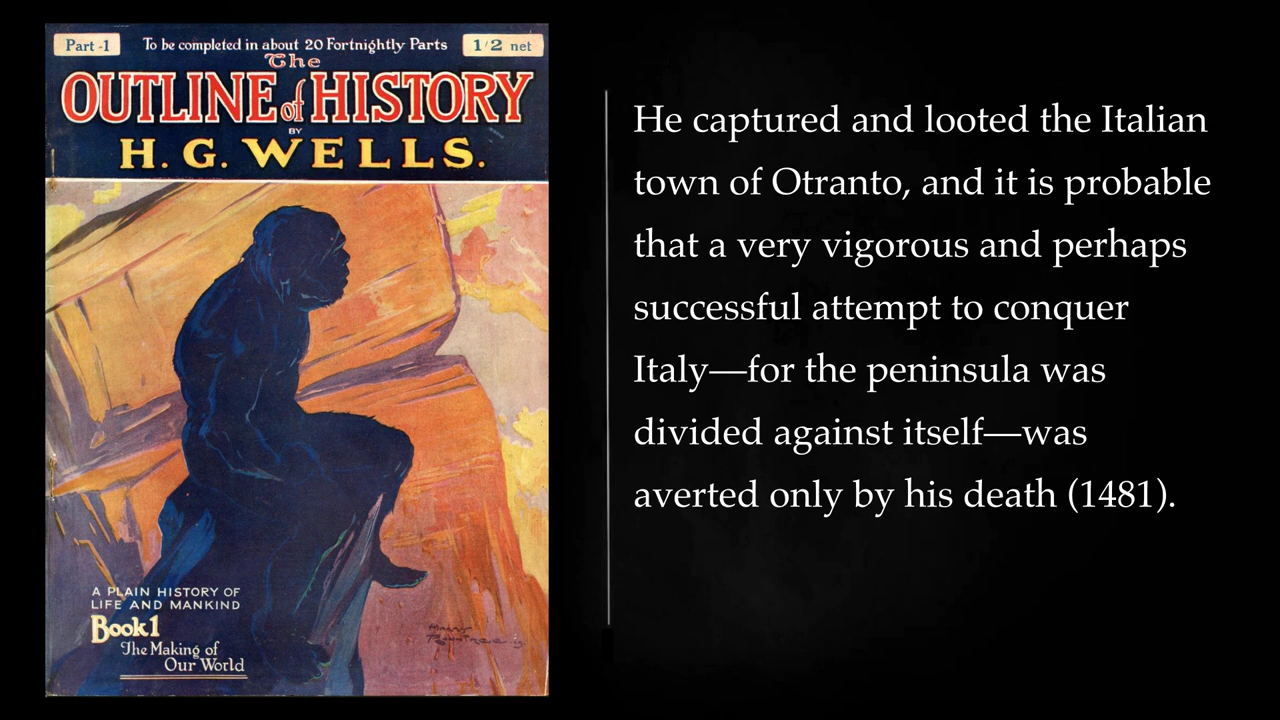 Part -1
To be completed in about 20 Fortnightly Parts
1/2 net
The
OUTLINE of HISTORY
BY
H. G. WELLS.
A PLAIN HISTORY OF
LIFE AND MANKIND
Book 1
The Making of
Our World
He captured and looted the Italian
town of Otranto, and it is probable
that a very vigorous and perhaps
successful attempt to conquer
Italy—for the peninsula was
divided against itself—was
averted only by his death (1481).